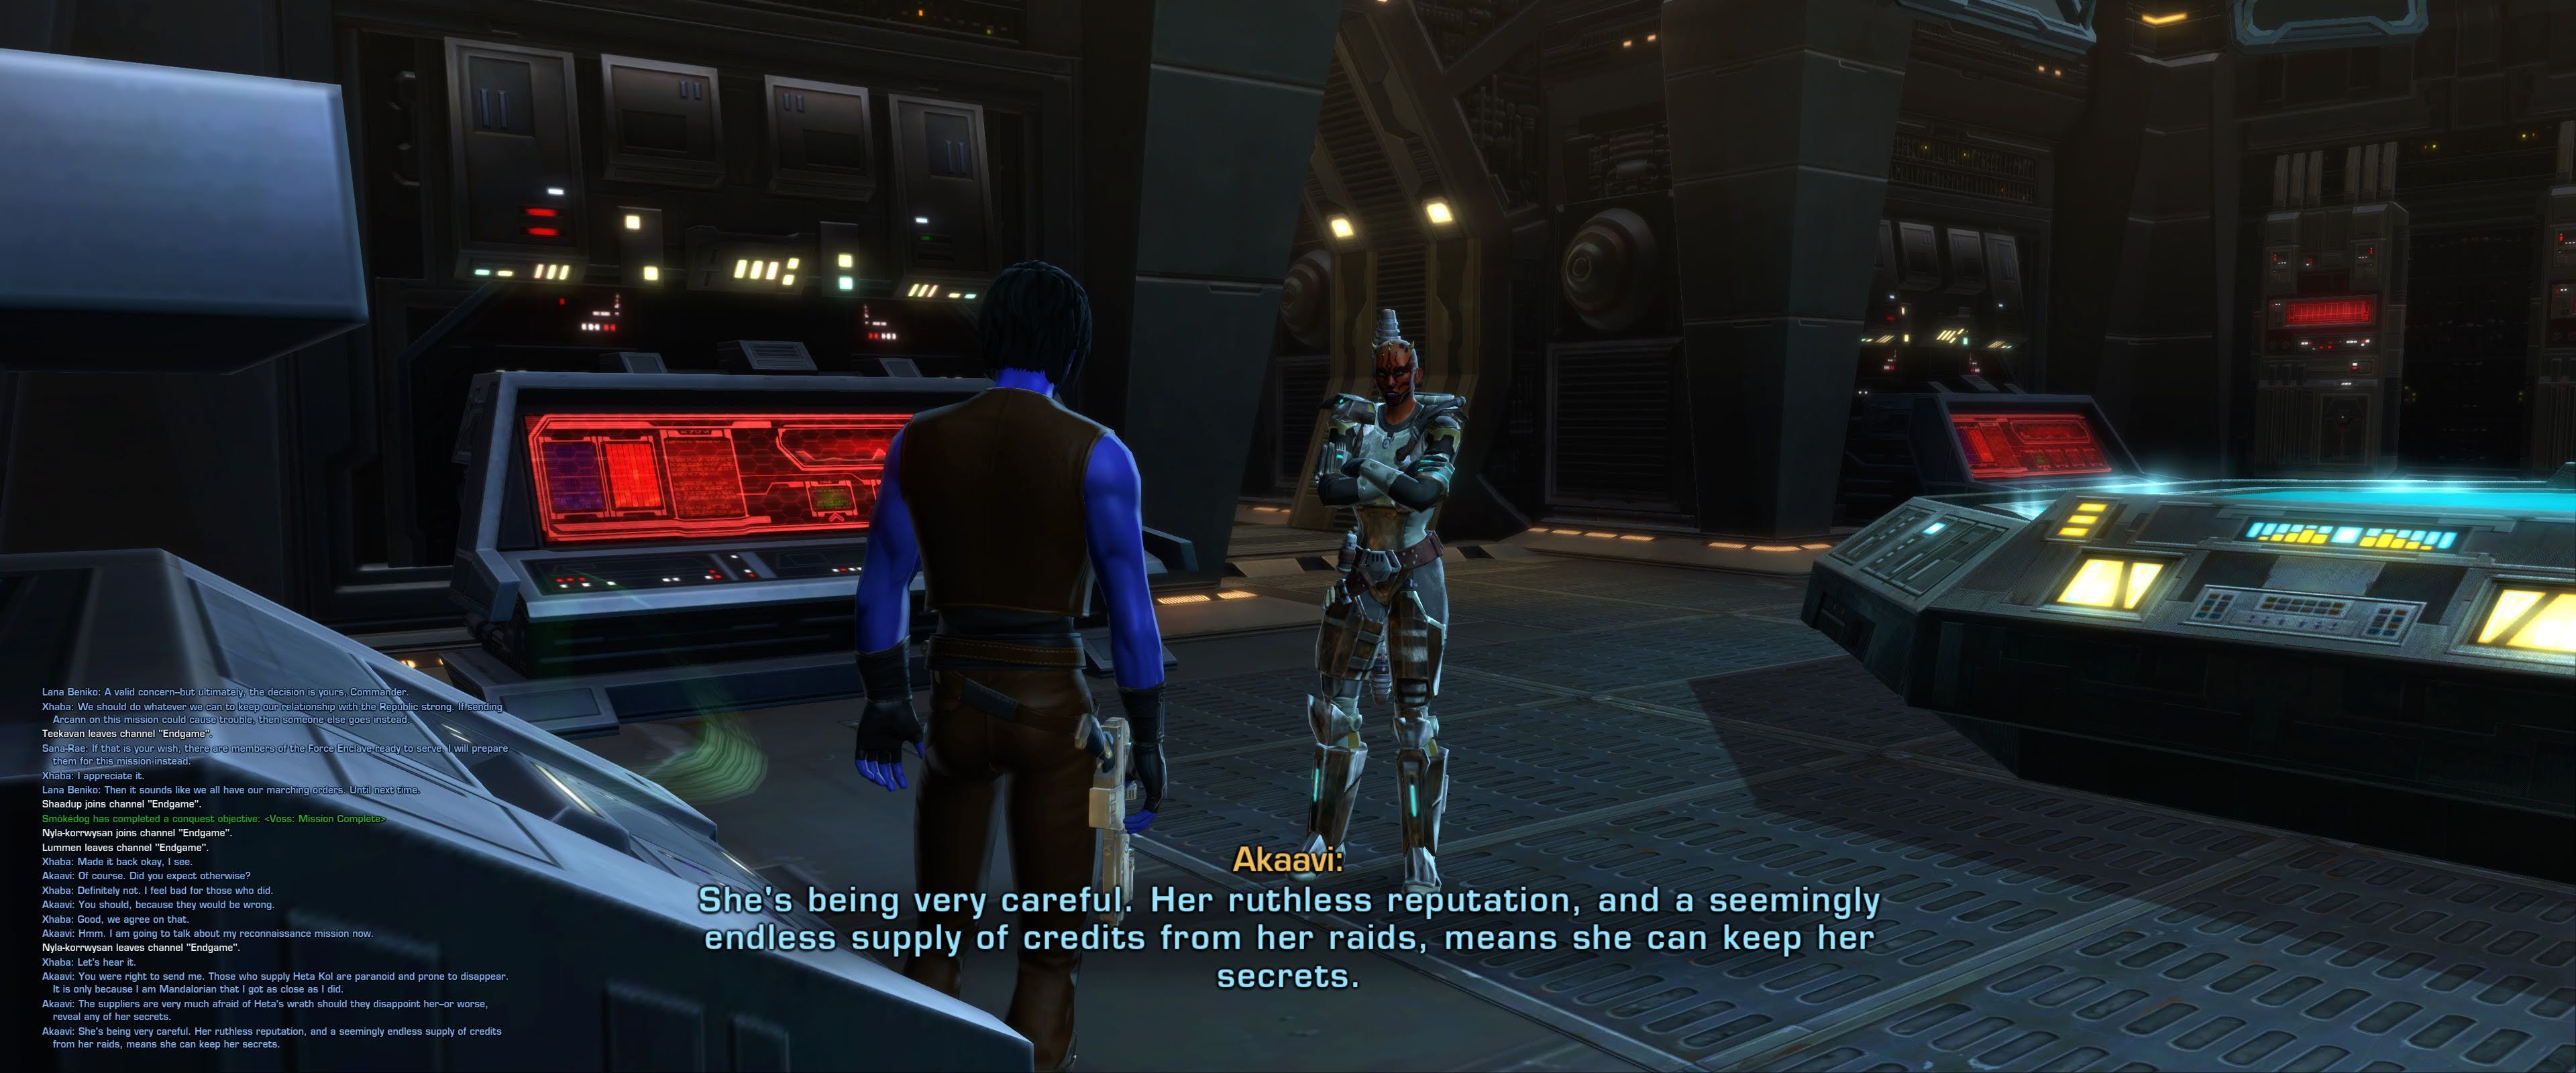 Lana Beniko: A valid concern—but ultimately, the decision is yours, Commander.
Xhaba: We should do whatever we can to keep our relationship with the Republic strong. If sending
Arcann on this mission could cause trouble, then someone else goes instead.
Teekavan leaves channel "Endgame".
Sana-Rae: If that is your wish, there are members of the Force Enclave ready to serve. I will prepare
them for this mission instead.
Xhaba: I appreciate it.
Lana Beniko: Then it sounds like we all have our marching orders. Until next time.
Shaadup joins channel "Endgame".
Smókédog has completed a conquest objective: <Voss: Mission Complete>
Nyla-korrwysan joins channel "Endgame".
Lummen leaves channel "Endgame".
Xhaba: Made it back okay, I see.
Akaavi: Of course. Did you expect otherwise?
Xhaba: Definitely not. I feel bad for those who did.
Akaavi: You should, because they would be wrong.
Xhaba: Good, we agree on that.
Akaavi: Hmm. I am going to talk about my reconnaissance mission now.
Nyla-korrwysan leaves channel "Endgame".
Xhaba: Let's hear it.
Akaavi: You were right to send me. Those who supply Heta Kol are paranoid and prone to disappear.
It is only because I am Mandalorian that I got as close as I did.
Akaavi: The suppliers are very much afraid of Heta's wrath should they disappoint her—or worse,
reveal any of her secrets.
Akaavi: She's being very careful. Her ruthless reputation, and a seemingly endless supply of credits
from her raids, means she can keep her secrets.
Akaavi:
She's being very careful. Her ruthless reputation, and a seemingly
endless supply of credits from her raids, means she can keep her
secrets.